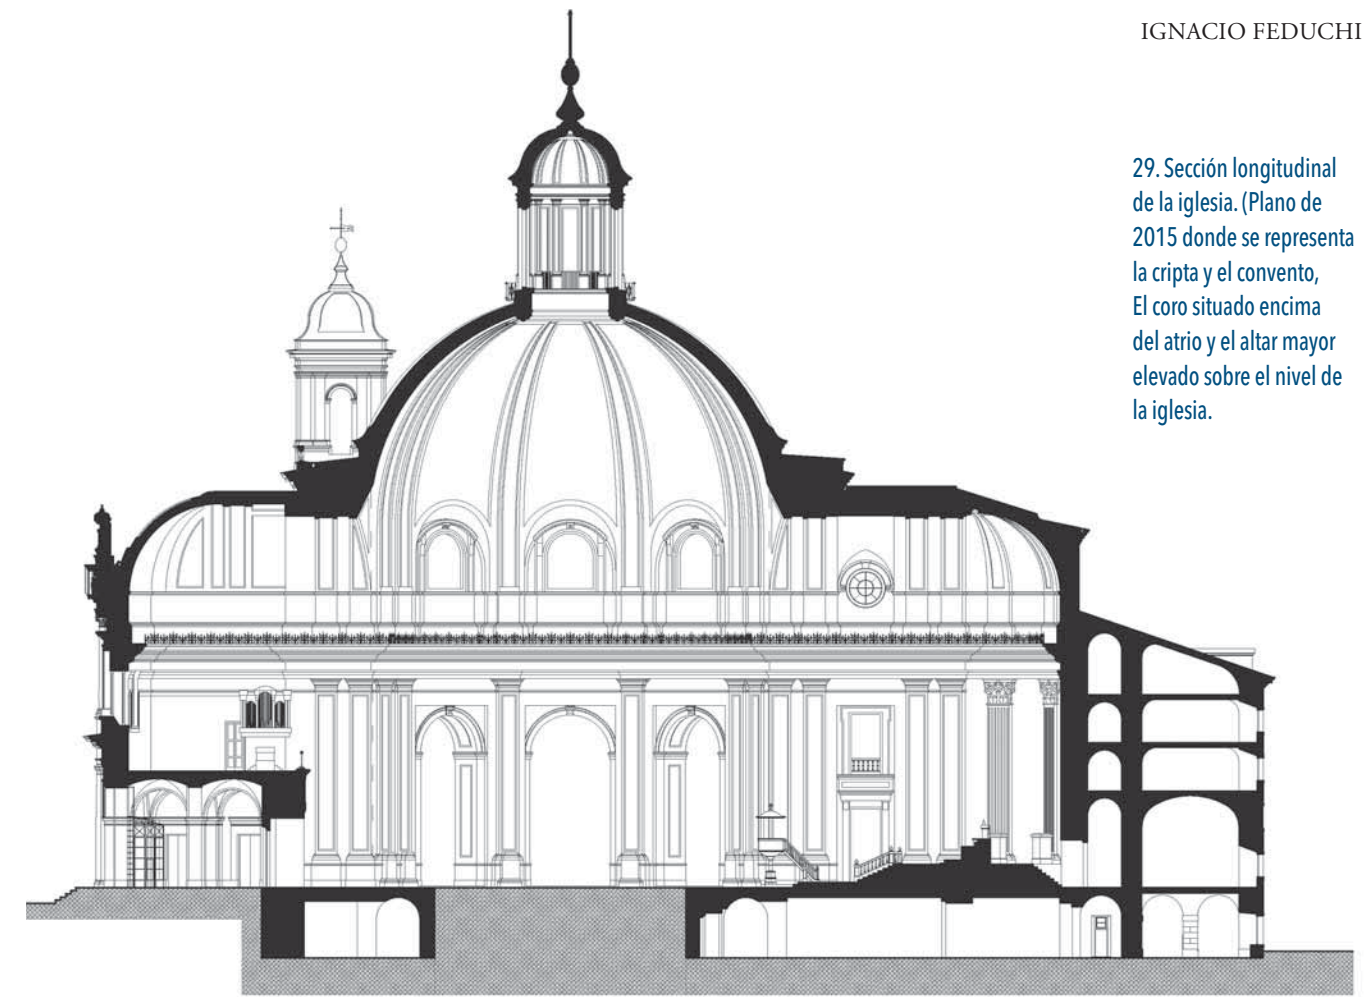 IGNACIO FEDUCHI
29. Sección longitudinal
de la iglesia. (Plano de
2015 donde se representa
la cripta y el convento,
El coro situado encima
del atrio y el altar mayor
elevado sobre el nivel de
la iglesia.